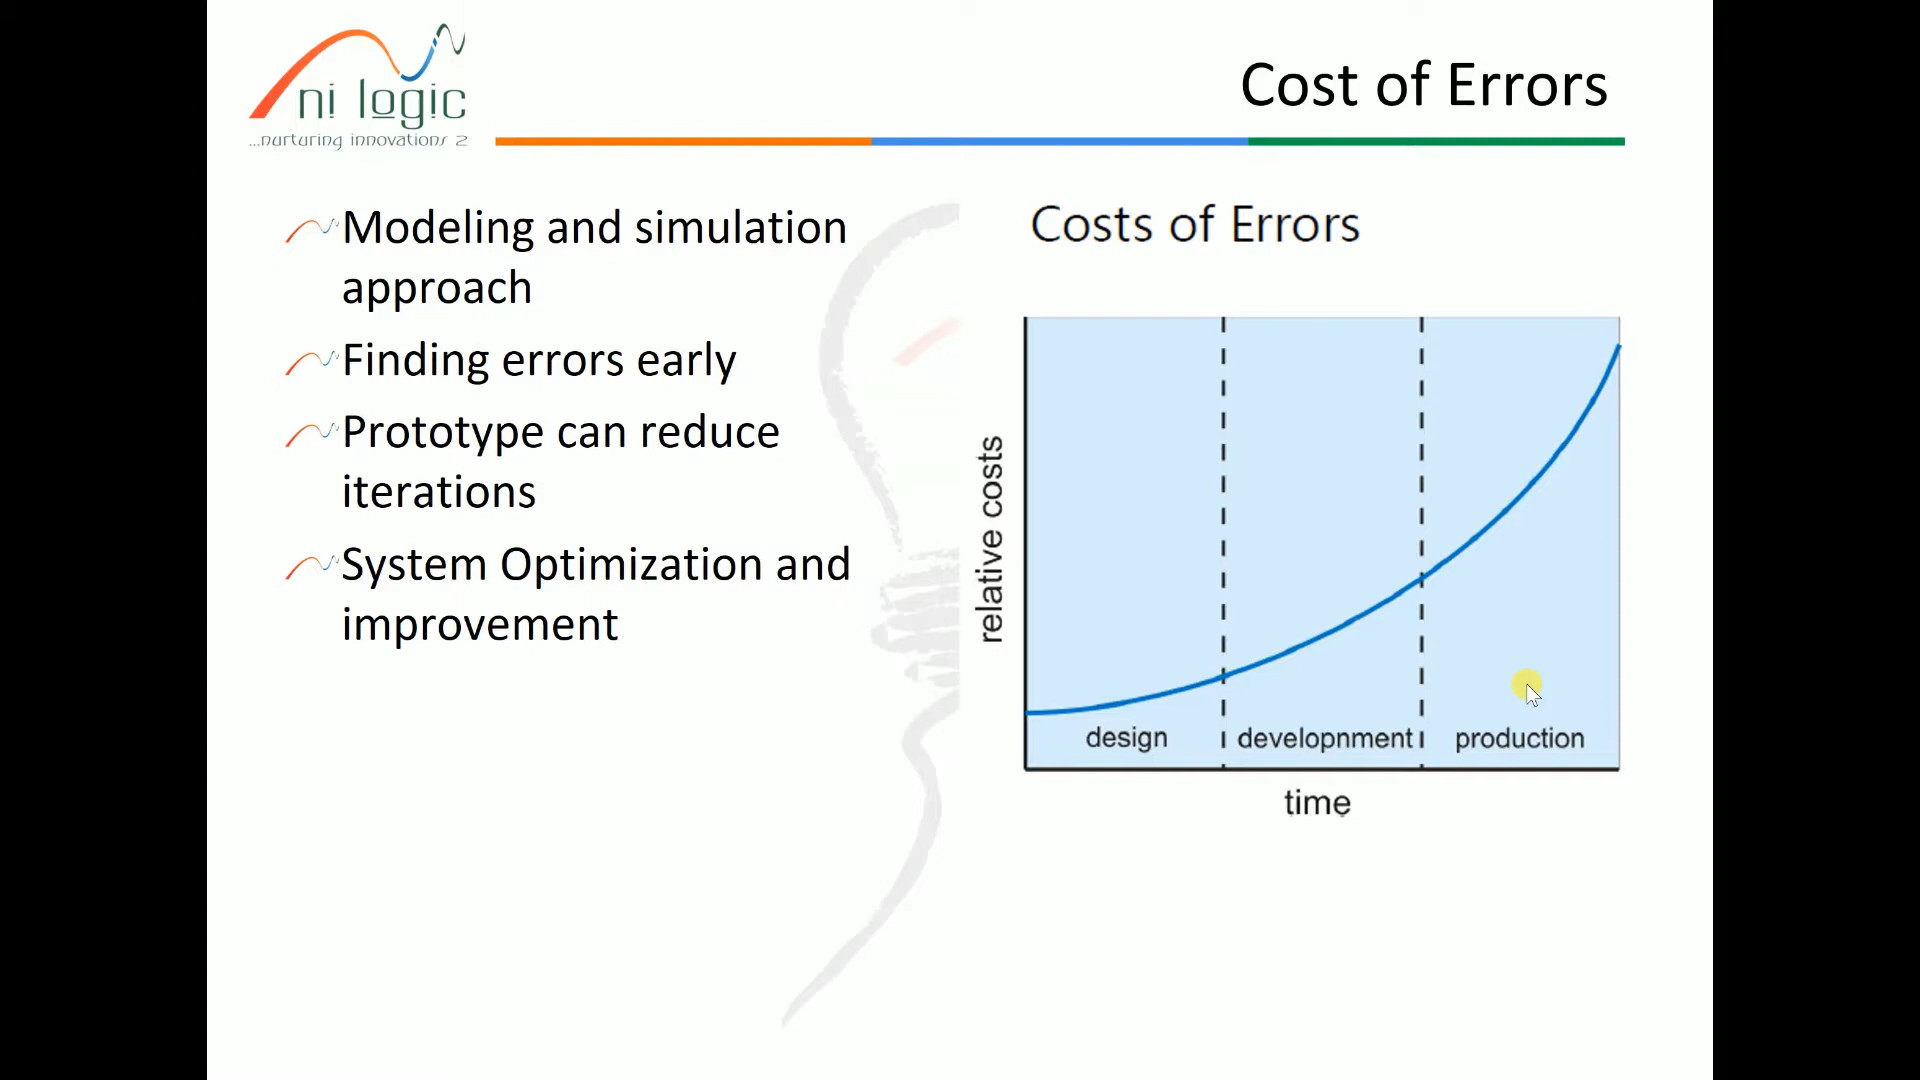 ni logic
...nurturing innovations 2
Cost of Errors
Modeling and simulation
approach
Finding errors early
Prototype can reduce
iterations
System Optimization and
improvement
Costs of Errors
relative costs
design
developnment
production
time